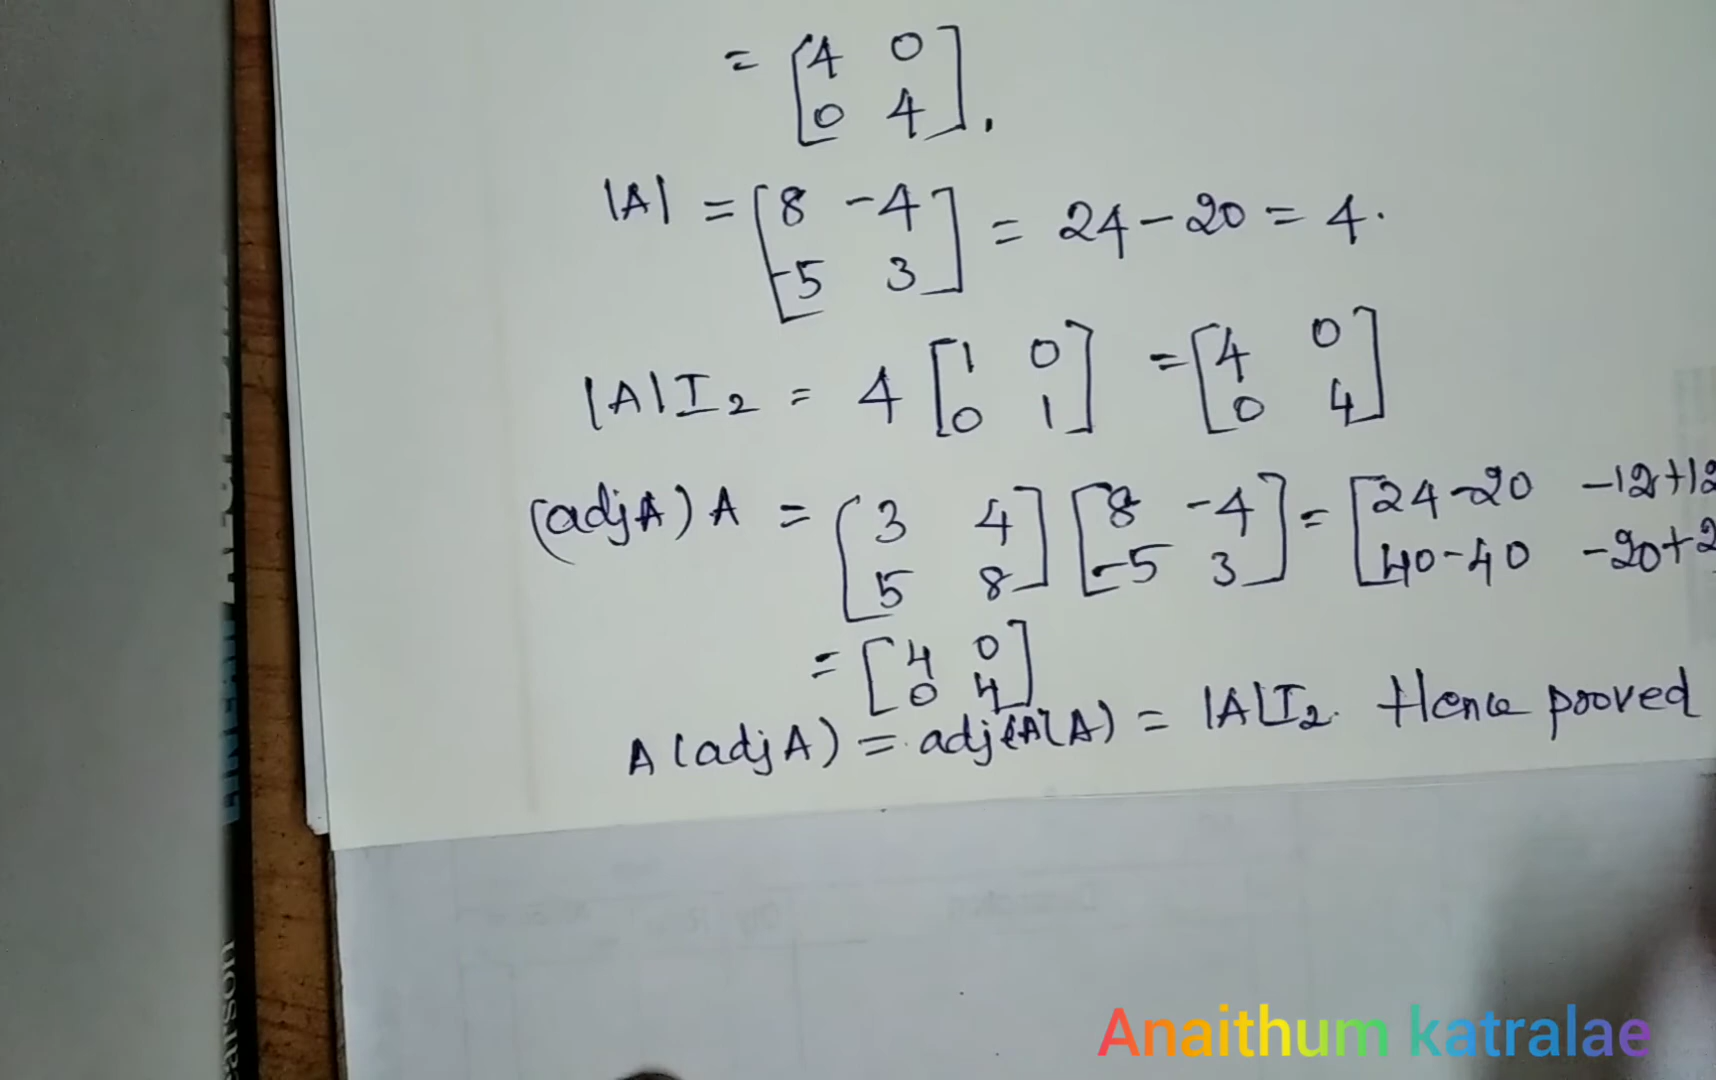 = [4 0
0 4].
|A| = [8 -4
-5 3] = 24 - 20 = 4.
|A|I₂ = 4 [1 0
0 1] = [4 0
0 4]
(adjA) A = [3 4
5 8] [8 -4
-5 3] = [24-20 -12+12
40-40 -20+2
= [4 0
0 4]
A(adjA) = adj(A(A) = |A|I₂. Hence prooved
earson
Anaithum katralae